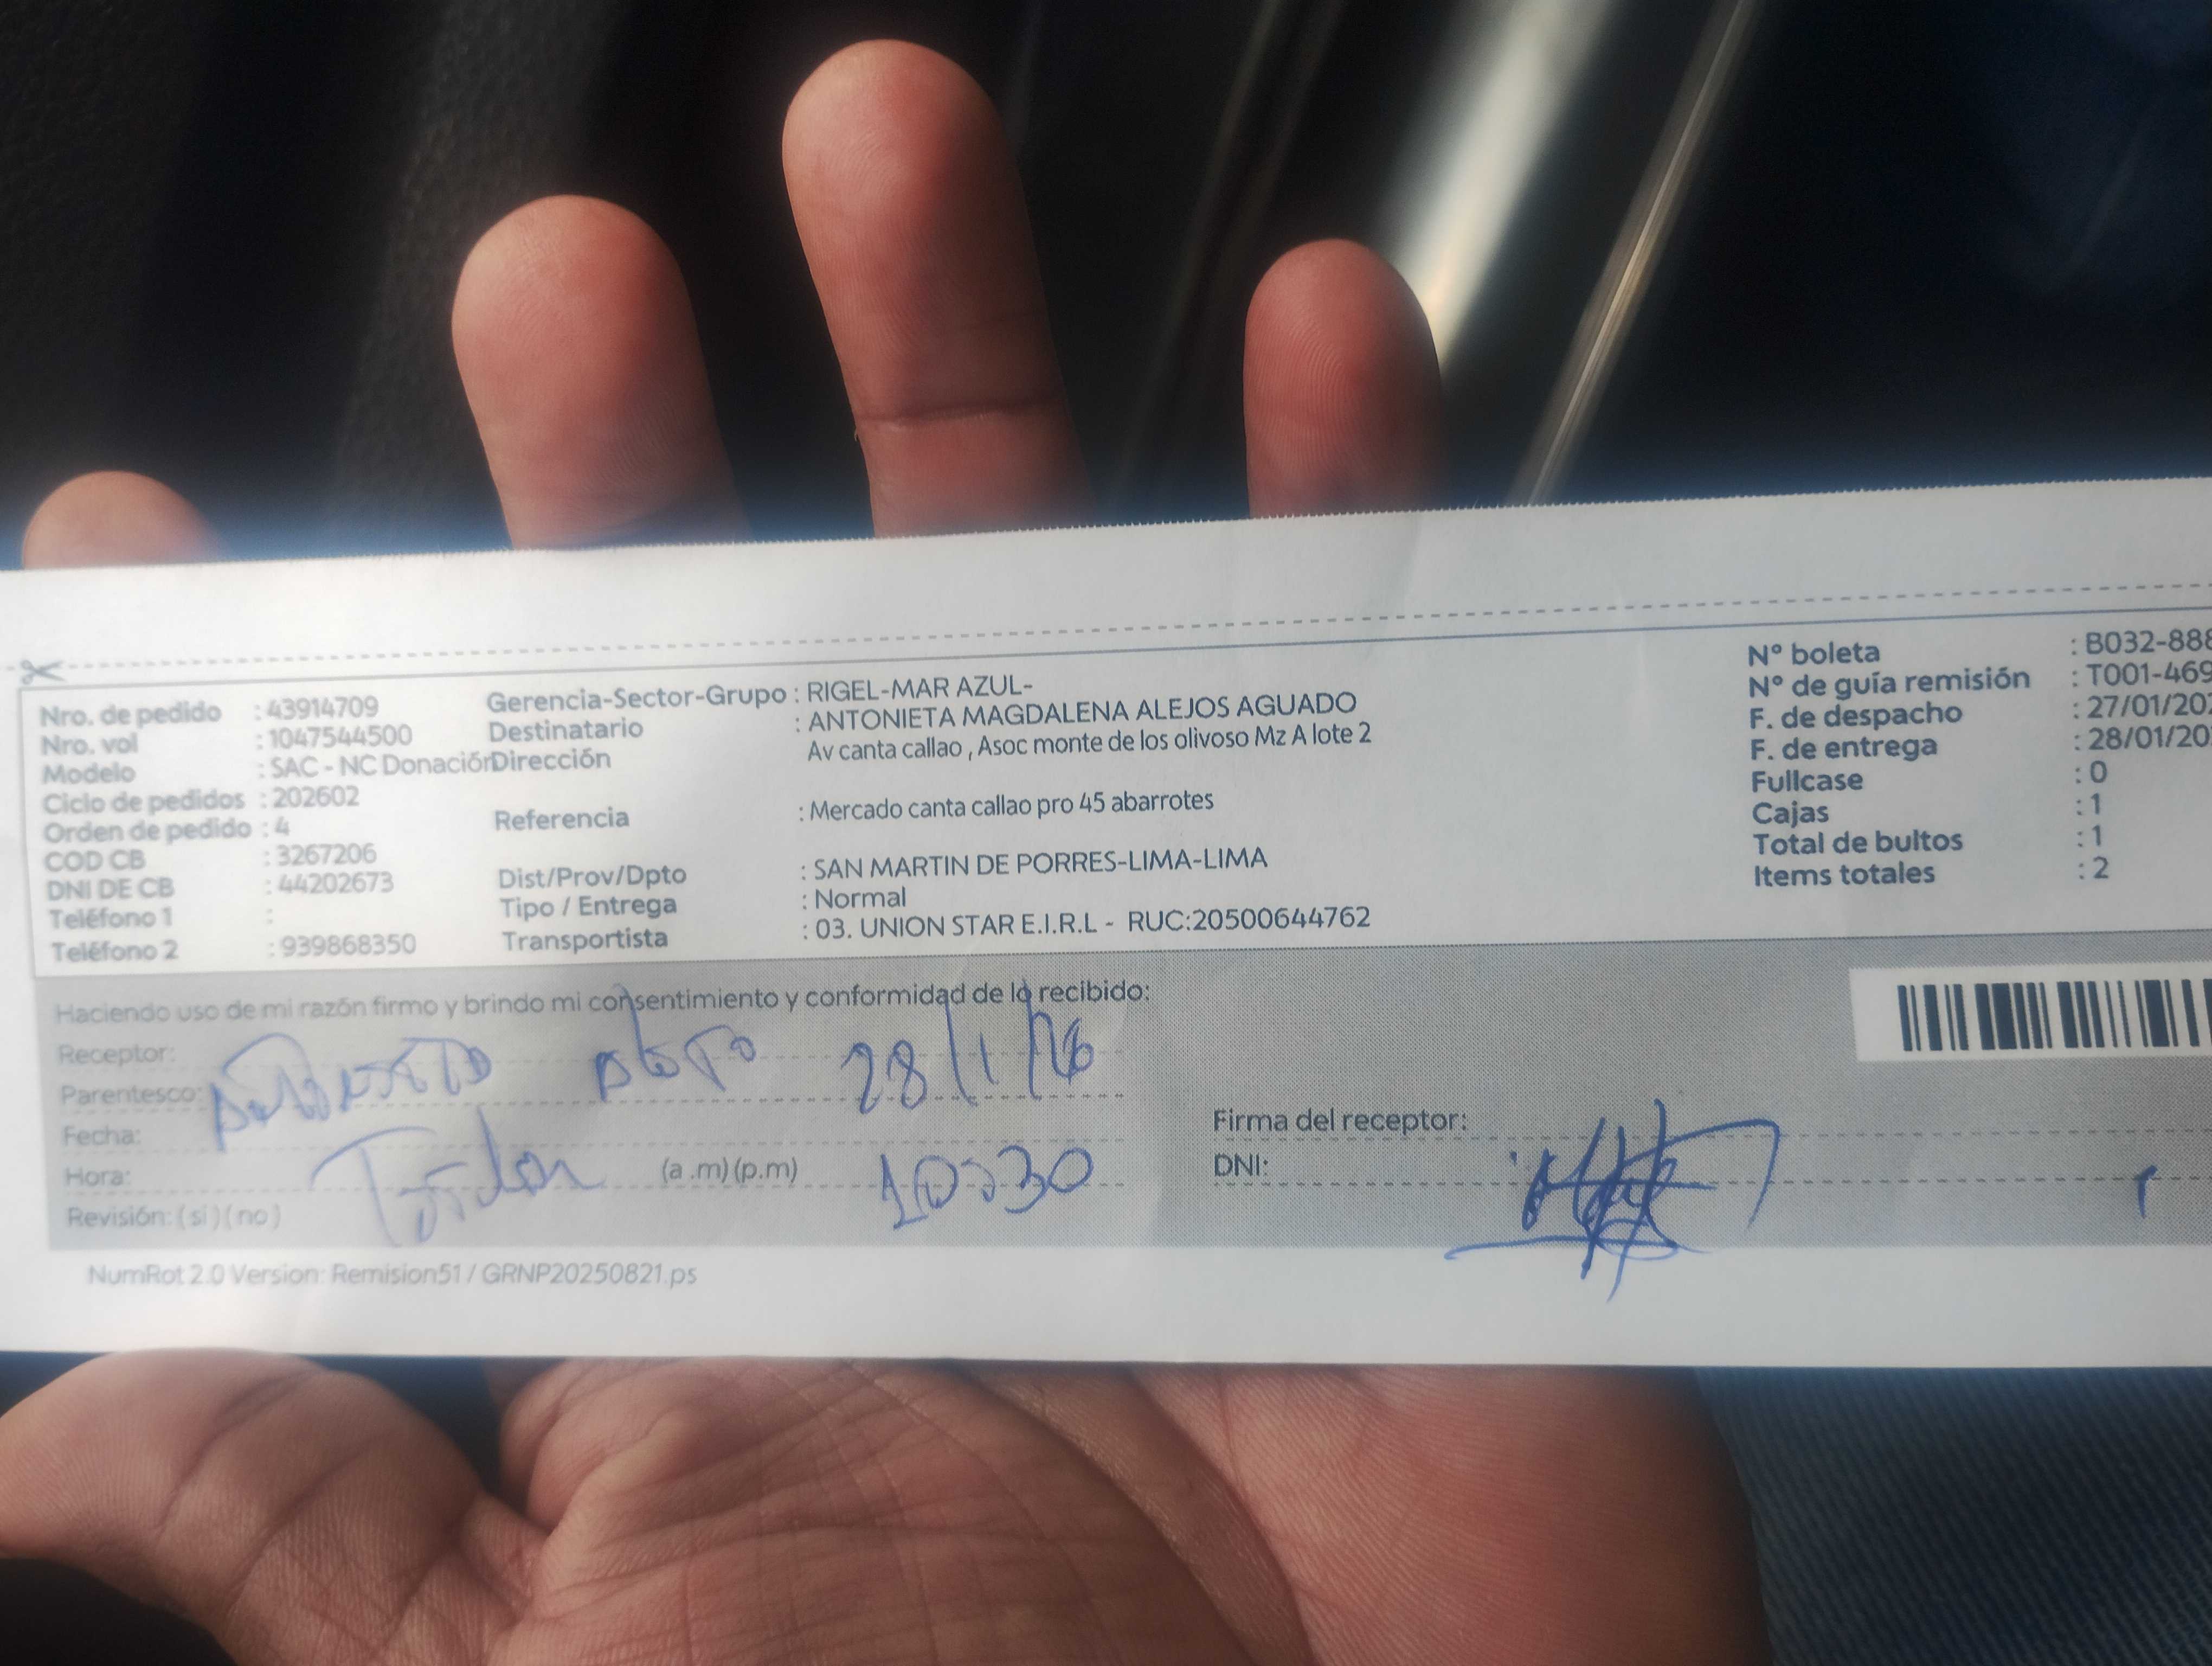 Nro. de pedido : 43914709 Gerencia-Sector-Grupo : RIGEL-MAR AZUL- N° boleta : B032-888
Nro. vol : 1047544500 Destinatario : ANTONIETA MAGDALENA ALEJOS AGUADO N° de guía remisión : T001-469
Modelo : SAC - NC Donación Dirección Av canta callao , Asoc monte de los olivoso Mz A lote 2 F. de despacho : 27/01/202
Ciclo de pedidos : 202602 F. de entrega : 28/01/20
Orden de pedido : 4 Referencia : Mercado canta callao pro 45 abarrotes Fullcase : 0
COD CB : 3267206 Cajas : 1
DNI DE CB : 44202673 Dist/Prov/Dpto : SAN MARTIN DE PORRES-LIMA-LIMA Total de bultos : 1
Teléfono 1 : Tipo / Entrega : Normal Items totales : 2
Teléfono 2 : 939868350 Transportista : 03. UNION STAR E.I.R.L - RUC:20500644762
Haciendo uso de mi razón firmo y brindo mi consentimiento y conformidad de lo recibido:
Receptor:
Parentesco: 28/1/26
Fecha: Firma del receptor:
Hora: (a .m) (p.m) 10:30 DNI:
Revisión: ( si ) ( no )
NumRot 2.0 Version: Remision51 / GRNP20250821.ps